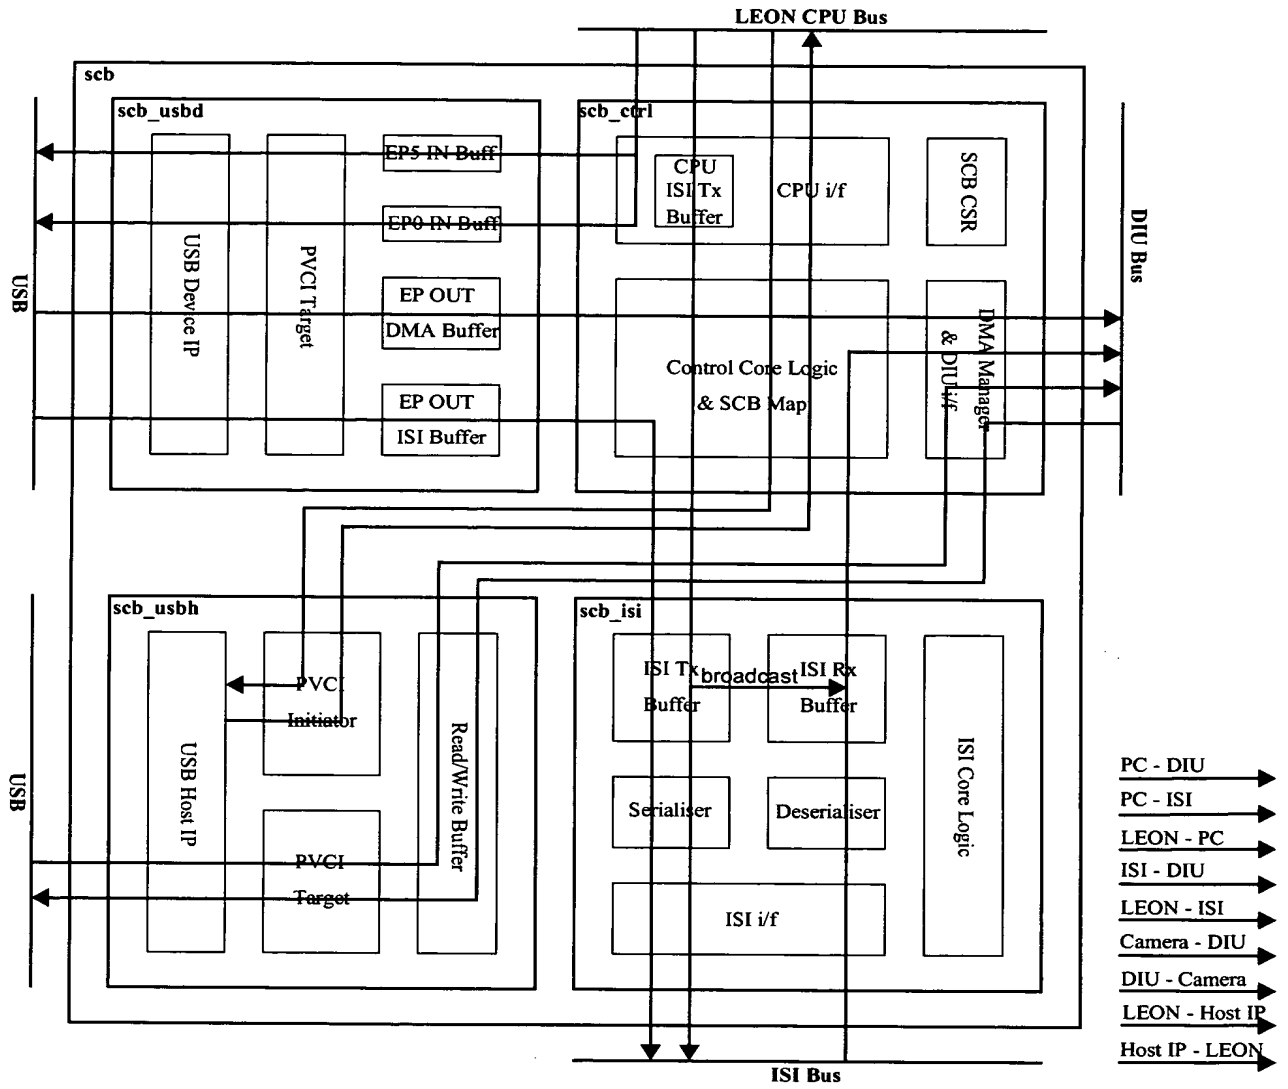 LEON CPU Bus
scb
scb_usbd
scb_ctrl
EP5 IN Buff
CPU
ISI Tx
Buffer
CPU i/f
SCB CSR
EP0 IN Buff
USB
USB Device IP
PVCI Target
EP OUT
DMA Buffer
EP OUT
ISI Buffer
Control Core Logic
& SCB Map
DMA Manager
& DIU i/f
DIU Bus
scb_usbh
scb_isi
USB
USB Host IP
PVCI
Initiator
PVCI
Target
Read/Write Buffer
ISI Tx
Buffer
broadcast
ISI Rx
Buffer
Serialiser
Deserialiser
ISI i/f
ISI Core Logic
PC - DIU
PC - ISI
LEON - PC
ISI - DIU
LEON - ISI
Camera - DIU
DIU - Camera
LEON - Host IP
Host IP - LEON
ISI Bus